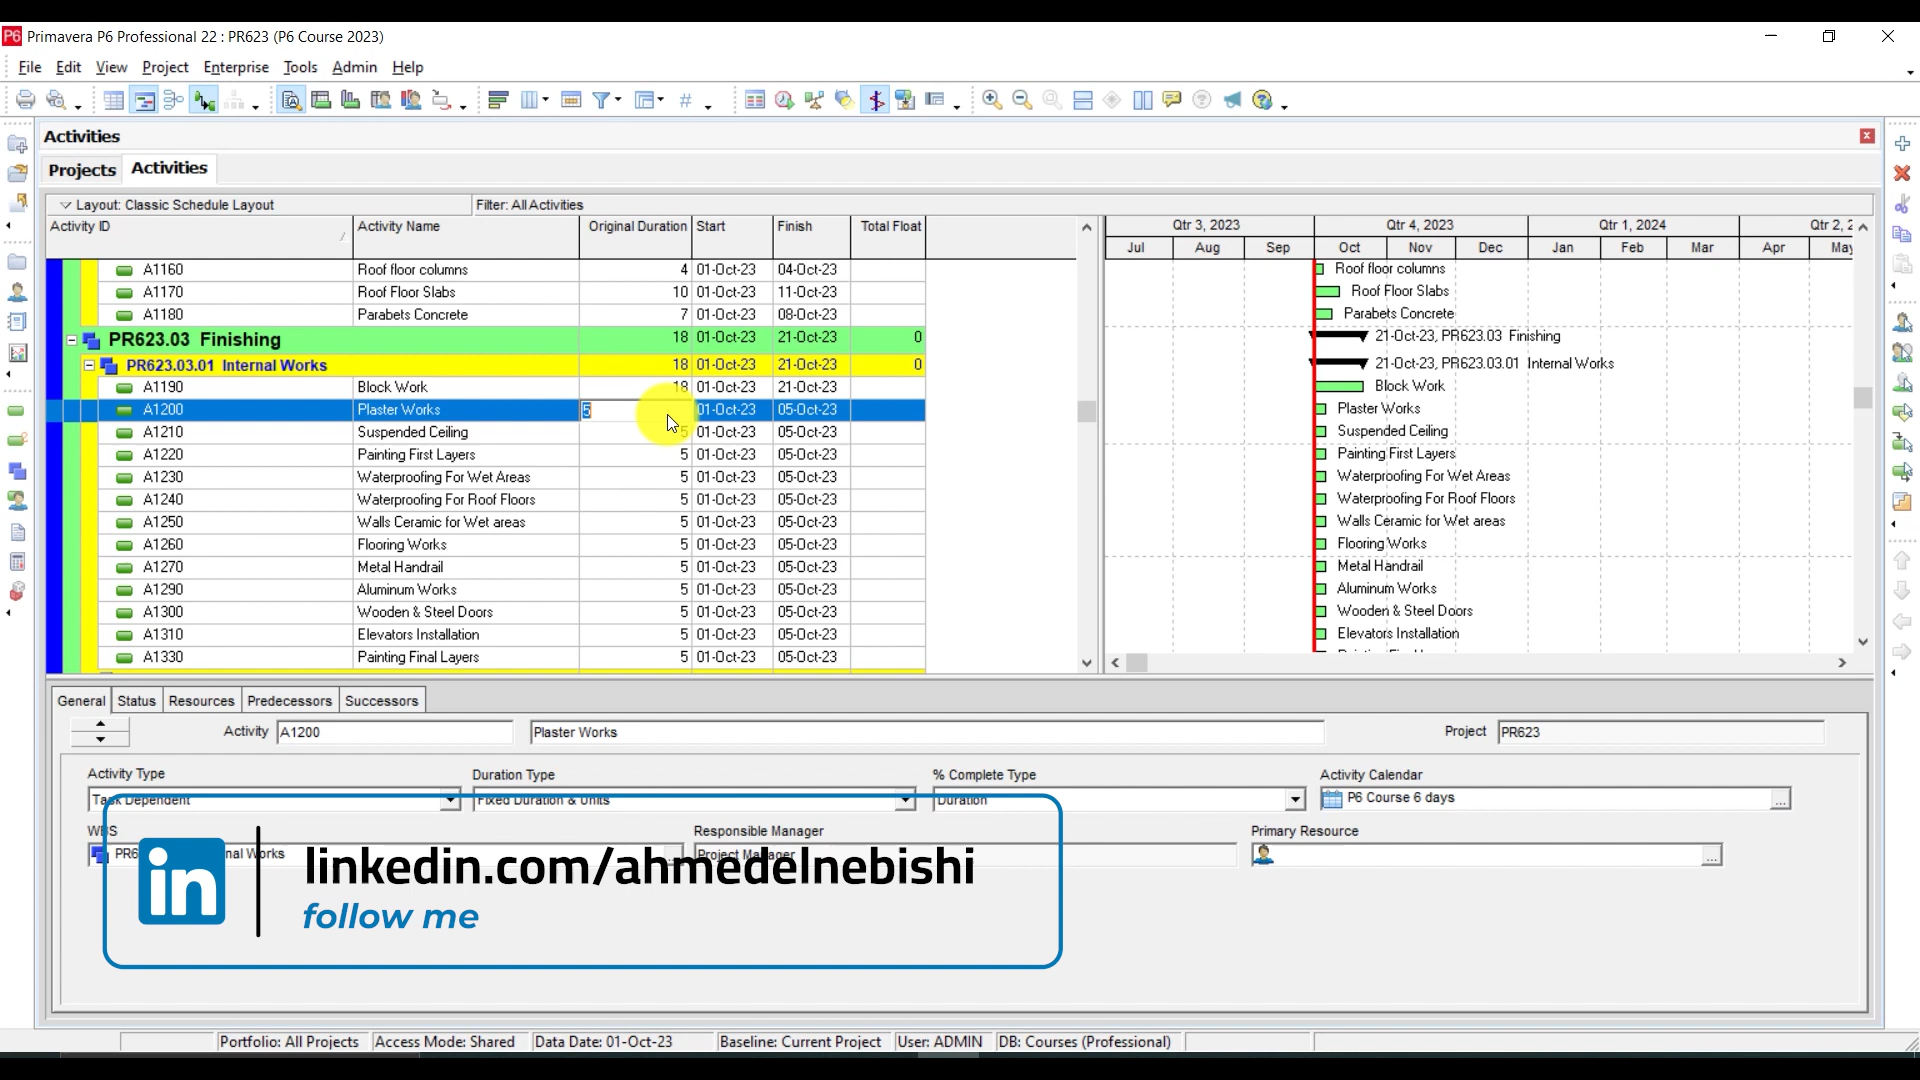 P6 Primavera P6 Professional 22 : PR623 (P6 Course 2023)
File Edit View Project Enterprise Tools Admin Help
Activities
Projects Activities
Layout: Classic Schedule Layout Filter: All Activities
Activity ID Activity Name Original Duration Start Finish Total Float
Qtr 3, 2023 Qtr 4, 2023 Qtr 1, 2024
Jul Aug Sep Oct Nov Dec Jan Feb Mar Apr
A1160 Roof floor columns 4 01-Oct-23 04-Oct-23 Roof floor columns
A1170 Roof Floor Slabs 10 01-Oct-23 11-Oct-23 Roof Floor Slabs
A1180 Parabets Concrete 7 01-Oct-23 08-Oct-23 Parabets Concrete
PR623.03 Finishing 18 01-Oct-23 21-Oct-23 0 21-Oct-23, PR623.03 Finishing
PR623.03.01 Internal Works 18 01-Oct-23 21-Oct-23 0 21-Oct-23, PR623.03.01 Internal Works
A1190 Block Work 18 01-Oct-23 21-Oct-23 Block Work
A1200 Plaster Works 5 01-Oct-23 05-Oct-23 Plaster Works
A1210 Suspended Ceiling 5 01-Oct-23 05-Oct-23 Suspended Ceiling
A1220 Painting First Layers 5 01-Oct-23 05-Oct-23 Painting First Layers
A1230 Waterproofing For Wet Areas 5 01-Oct-23 05-Oct-23 Waterproofing For Wet Areas
A1240 Waterproofing For Roof Floors 5 01-Oct-23 05-Oct-23 Waterproofing For Roof Floors
A1250 Walls Ceramic for Wet areas 5 01-Oct-23 05-Oct-23 Walls Ceramic for Wet areas
A1260 Flooring Works 5 01-Oct-23 05-Oct-23 Flooring Works
A1270 Metal Handrail 5 01-Oct-23 05-Oct-23 Metal Handrail
A1290 Aluminum Works 5 01-Oct-23 05-Oct-23 Aluminum Works
A1300 Wooden & Steel Doors 5 01-Oct-23 05-Oct-23 Wooden & Steel Doors
A1310 Elevators Installation 5 01-Oct-23 05-Oct-23 Elevators Installation
A1330 Painting Final Layers 5 01-Oct-23 05-Oct-23
General Status Resources Predecessors Successors
Activity A1200 Plaster Works Project PR623
Activity Type Duration Type % Complete Type Activity Calendar
Task Dependent Fixed Duration & Units Duration P6 Course 6 days
WBS Responsible Manager Primary Resource
Works Project Manager
in linkedin.com/ahmedelnebishi
follow me
Portfolio: All Projects Access Mode: Shared Data Date: 01-Oct-23 Baseline: Current Project User: ADMIN DB: Courses (Professional)